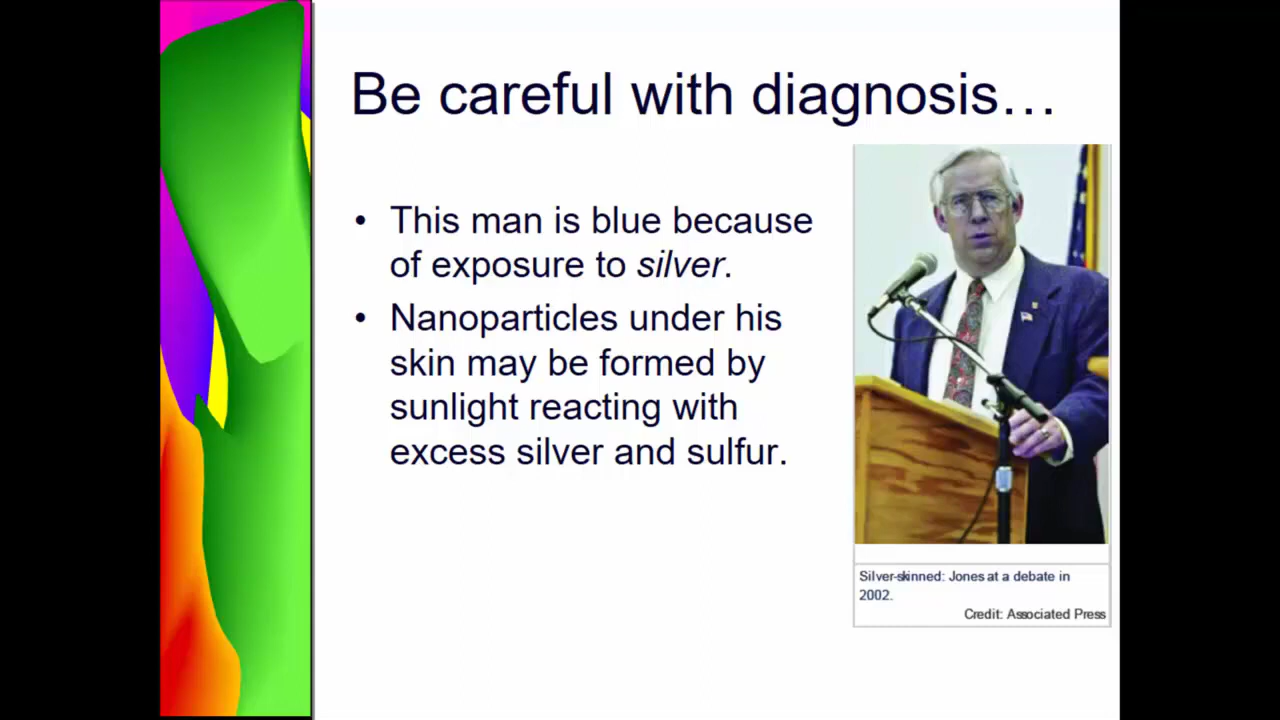 Be careful with diagnosis…
• This man is blue because
of exposure to silver.
• Nanoparticles under his
skin may be formed by
sunlight reacting with
excess silver and sulfur.
Silver-skinned: Jones at a debate in
2002.
Credit: Associated Press